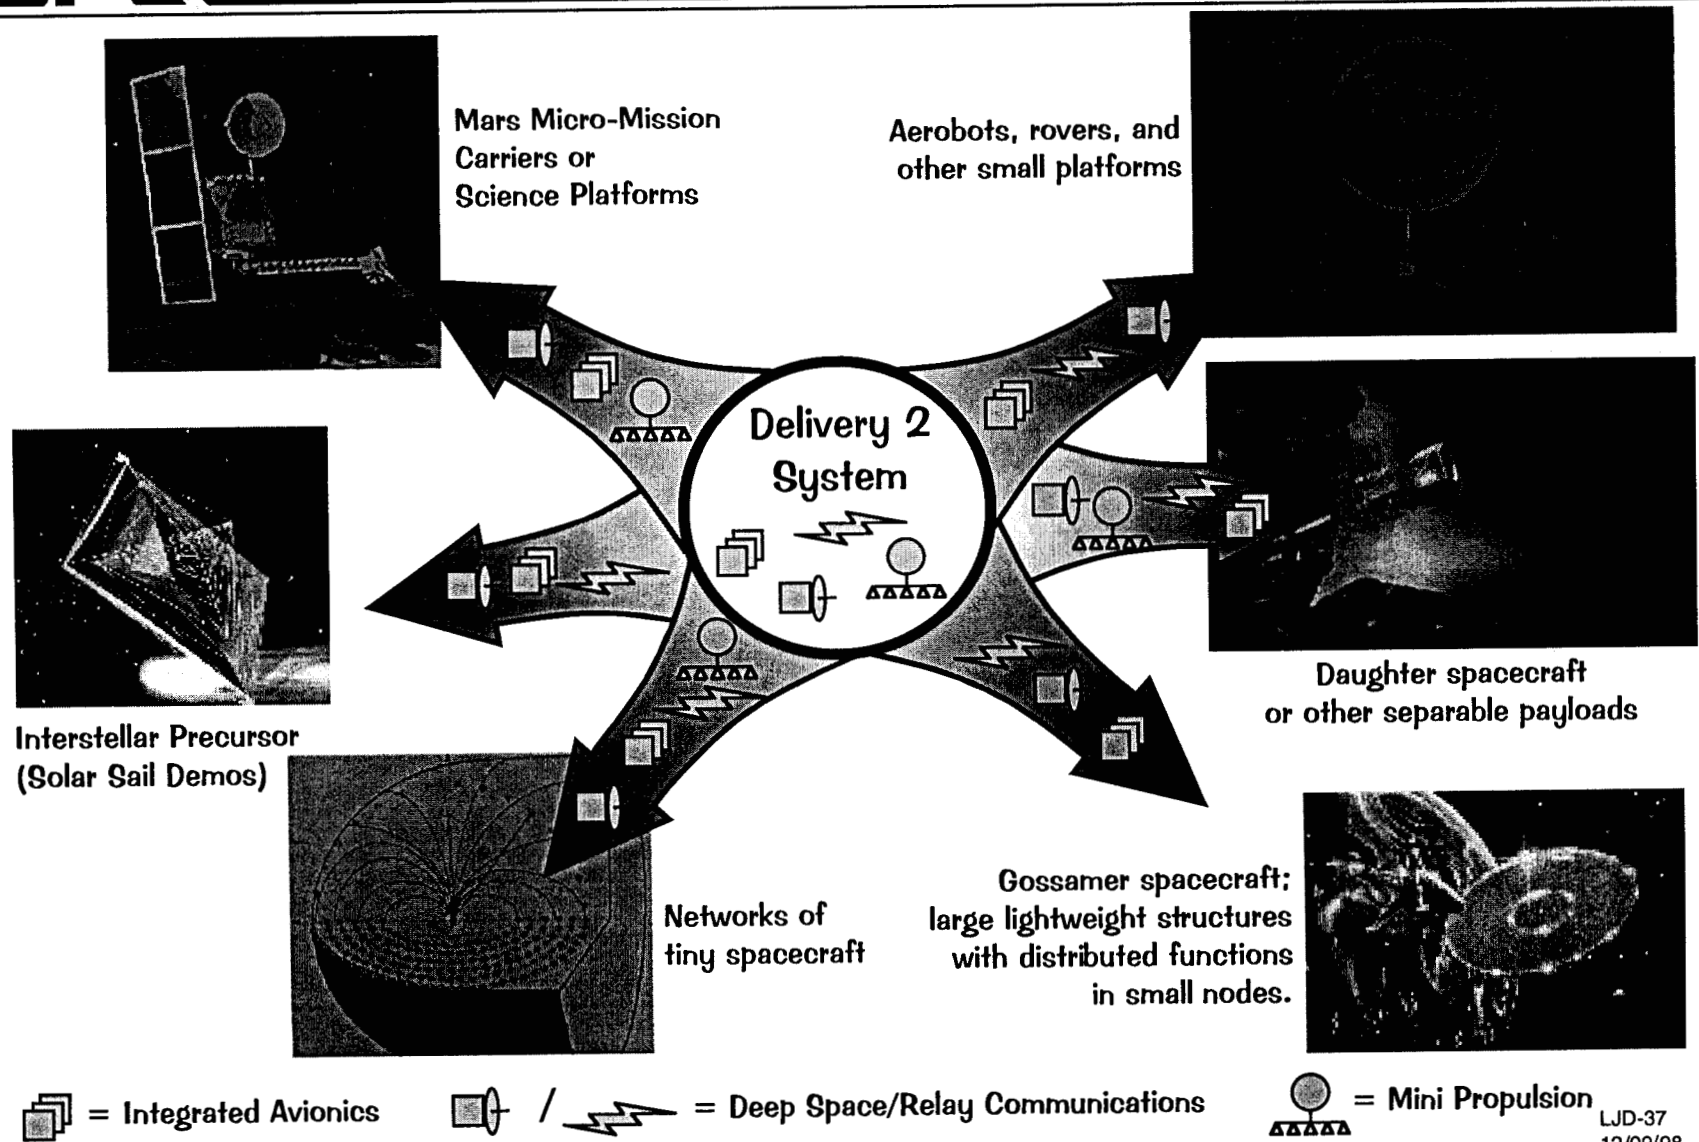 Mars Micro-Mission
Carriers or
Science Platforms
Aerobots, rovers, and
other small platforms
Delivery 2
System
Daughter spacecraft
or other separable payloads
Interstellar Precursor
(Solar Sail Demos)
Networks of
tiny spacecraft
Gossamer spacecraft;
large lightweight structures
with distributed functions
in small nodes.
= Integrated Avionics
/ = Deep Space/Relay Communications
= Mini Propulsion
LJD-37